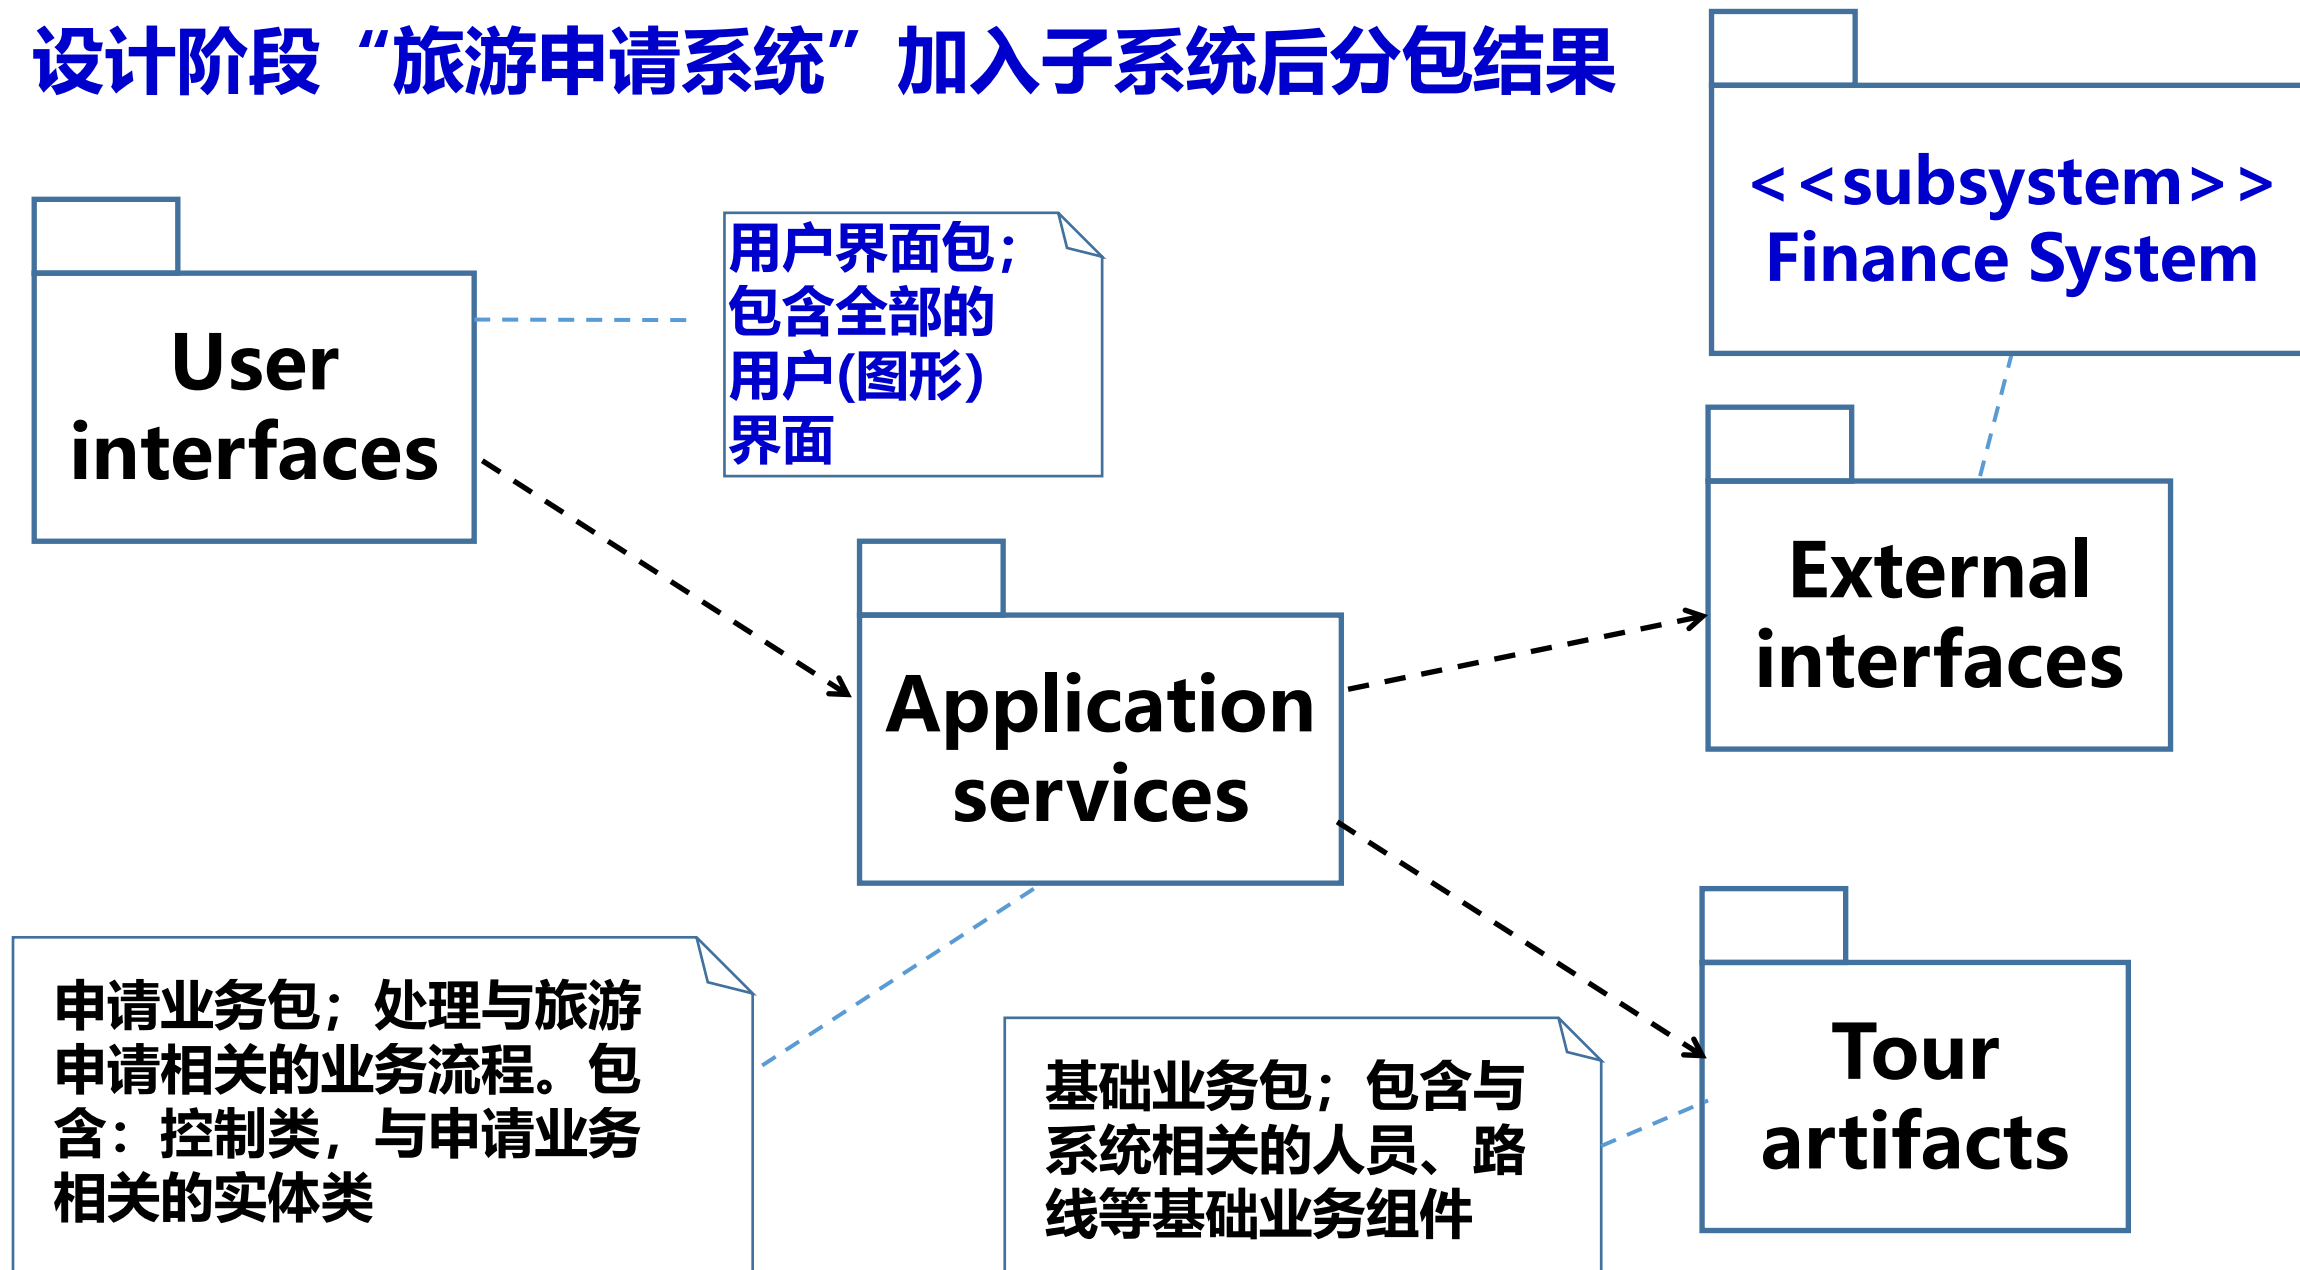 设计阶段“旅游申请系统”加入子系统后分包结果
<<subsystem>>
Finance System
用户界面包;
包含全部的
用户(图形)
界面
User
interfaces
External
interfaces
Application
services
申请业务包;处理与旅游
申请相关的业务流程。包
含:控制类,与申请业务
相关的实体类
基础业务包;包含与
系统相关的人员、路
线等基础业务组件
Tour
artifacts